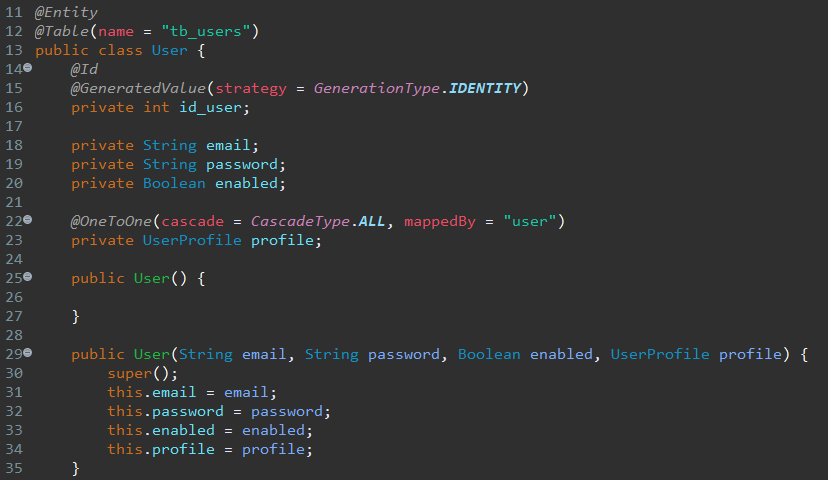 11 @Entity
12 @Table(name = "tb_users")
13 public class User {
14 @Id
15 @GeneratedValue(strategy = GenerationType.IDENTITY)
16 private int id_user;
17
18 private String email;
19 private String password;
20 private Boolean enabled;
21
22 @OneToOne(cascade = CascadeType.ALL, mappedBy = "user")
23 private UserProfile profile;
24
25 public User() {
26
27 }
28
29 public User(String email, String password, Boolean enabled, UserProfile profile) {
30 super();
31 this.email = email;
32 this.password = password;
33 this.enabled = enabled;
34 this.profile = profile;
35 }